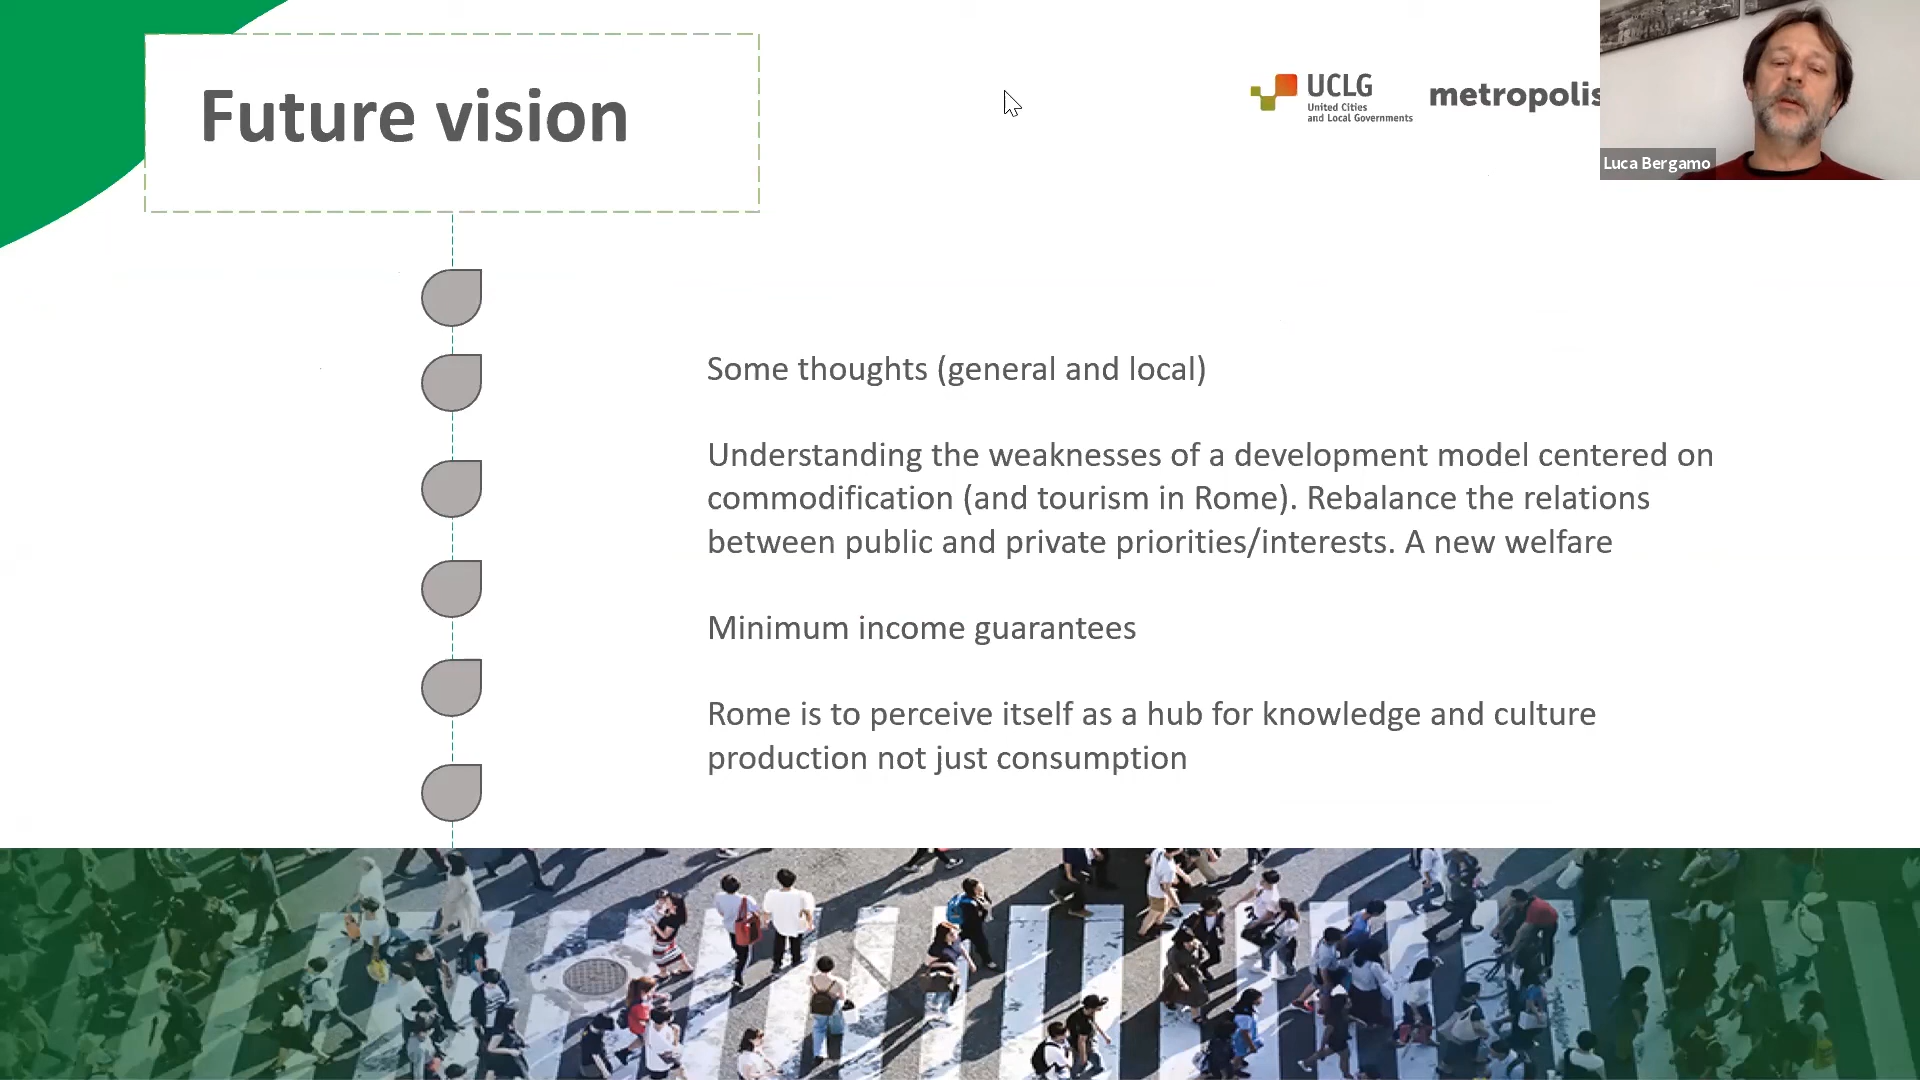 Future vision
UCLG
United Cities
and Local Governments
metropolis
Luca Bergamo
Some thoughts (general and local)
Understanding the weaknesses of a development model centered on
commodification (and tourism in Rome). Rebalance the relations
between public and private priorities/interests. A new welfare
Minimum income guarantees
Rome is to perceive itself as a hub for knowledge and culture
production not just consumption